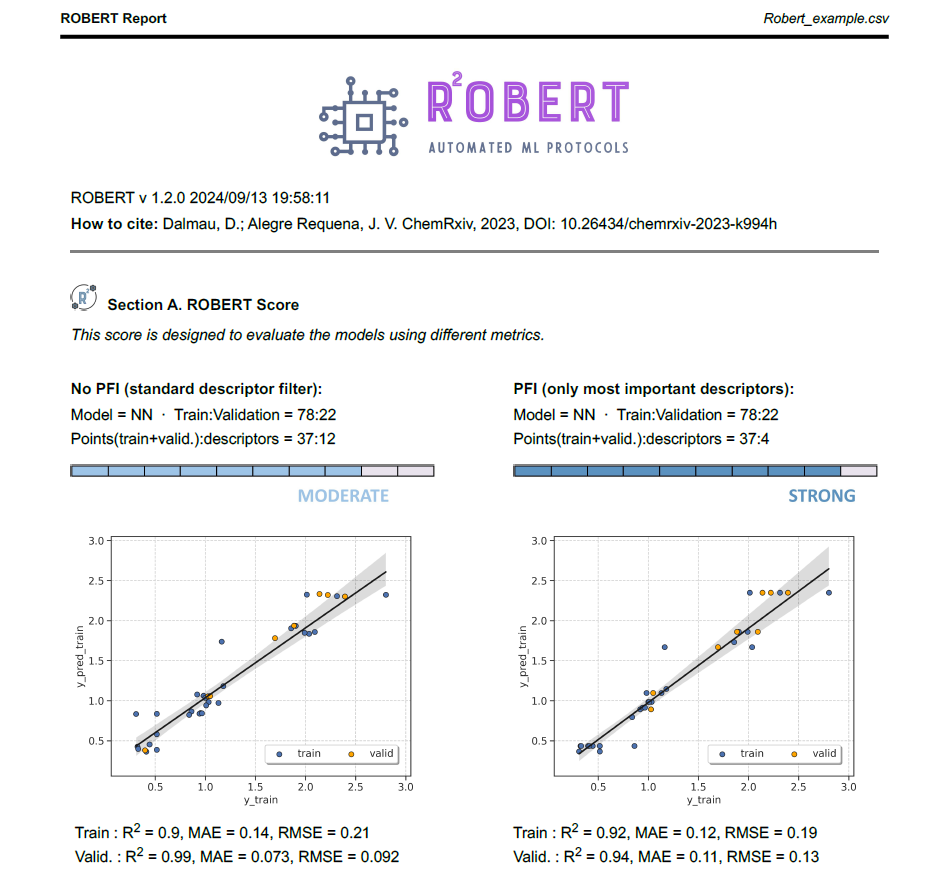 ROBERT Report Robert_example.csv
R²OBERT
AUTOMATED ML PROTOCOLS
ROBERT v 1.2.0 2024/09/13 19:58:11
How to cite: Dalmau, D.; Alegre Requena, J. V. ChemRxiv, 2023, DOI: 10.26434/chemrxiv-2023-k994h
R²
Section A. ROBERT Score
This score is designed to evaluate the models using different metrics.
No PFI (standard descriptor filter):
Model = NN · Train:Validation = 78:22
Points(train+valid.):descriptors = 37:12
MODERATE
3.0
2.5
2.0
1.5
1.0
0.5
y_pred_train
train valid
0.5 1.0 1.5 2.0 2.5 3.0
y_train
Train : R² = 0.9, MAE = 0.14, RMSE = 0.21
Valid. : R² = 0.99, MAE = 0.073, RMSE = 0.092
PFI (only most important descriptors):
Model = NN · Train:Validation = 78:22
Points(train+valid.):descriptors = 37:4
STRONG
3.0
2.5
2.0
1.5
1.0
0.5
y_pred_train
train valid
0.5 1.0 1.5 2.0 2.5 3.0
y_train
Train : R² = 0.92, MAE = 0.12, RMSE = 0.19
Valid. : R² = 0.94, MAE = 0.11, RMSE = 0.13